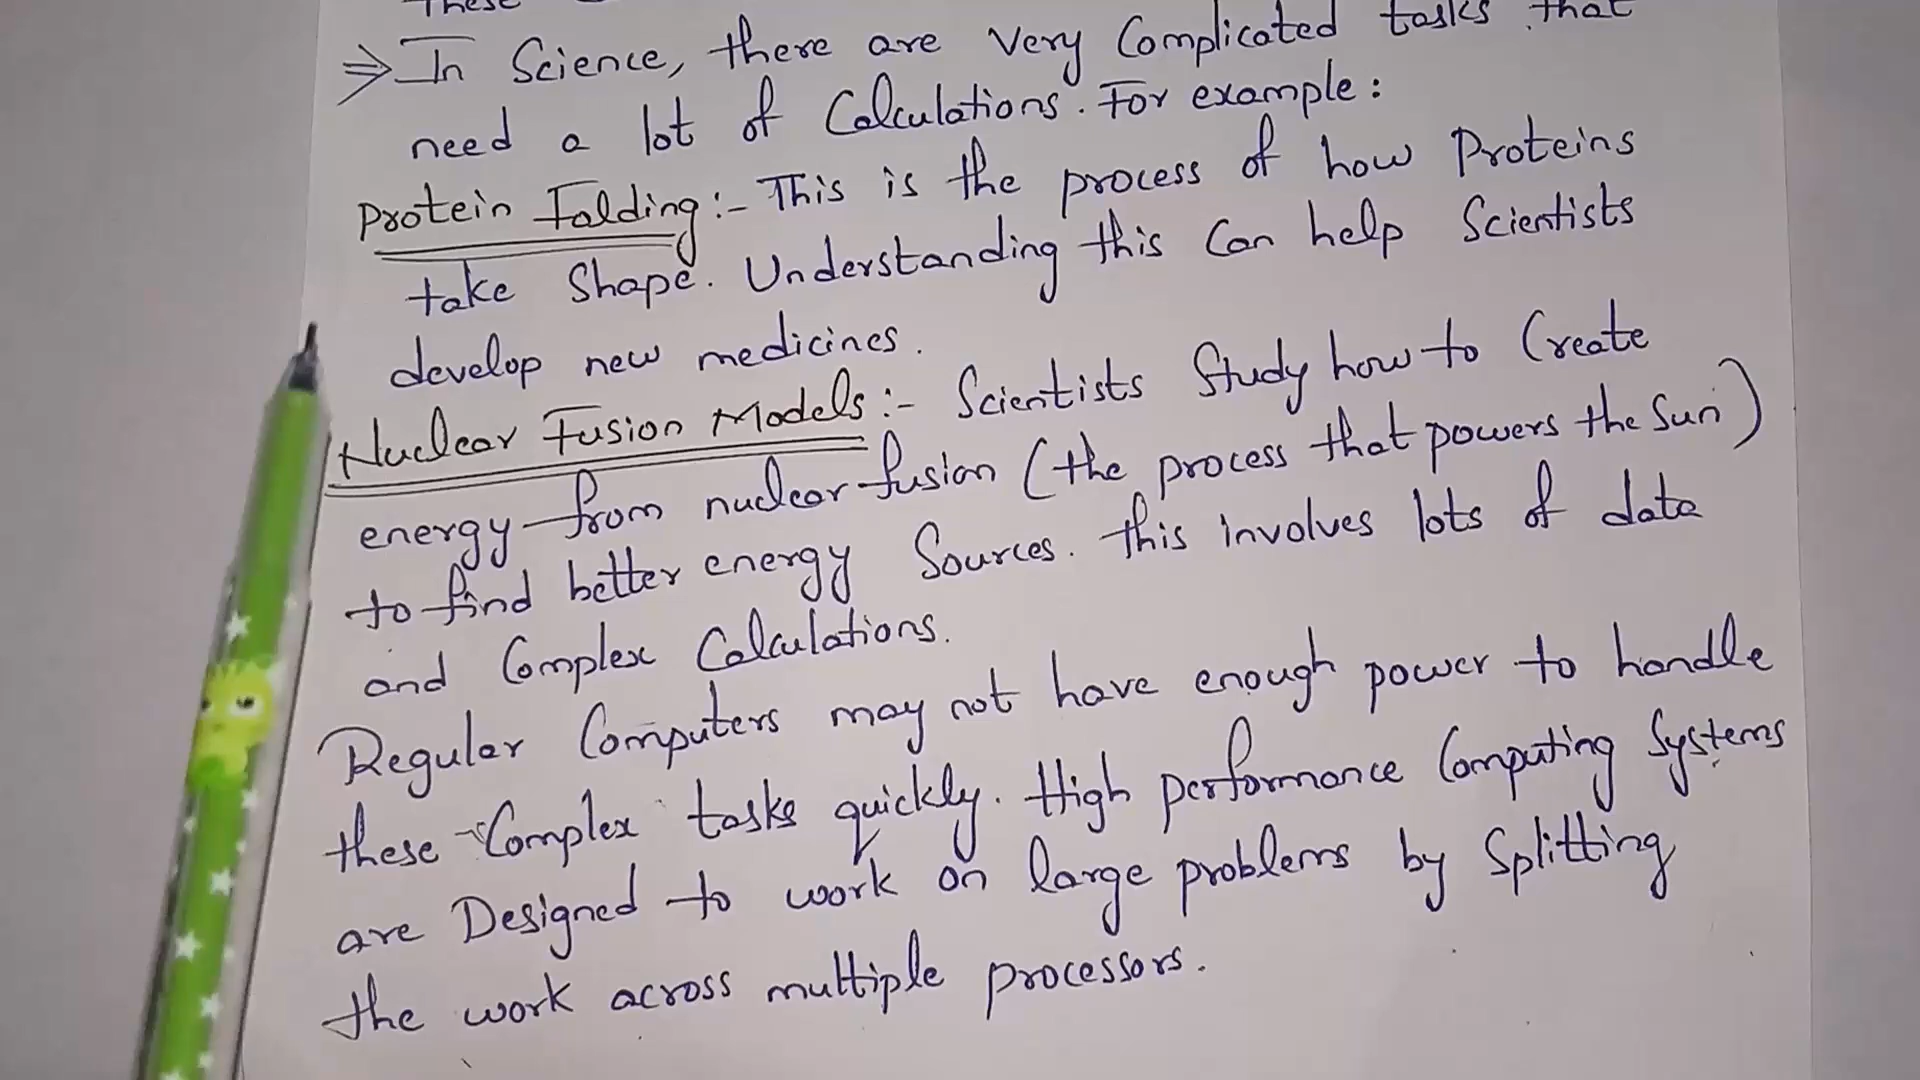 These
⇒ In Science, there are very Complicated tasks that
need a lot of Calculations. For example:
Protein Folding:- This is the process of how Proteins
take Shape. Understanding this Can help Scientists
develop new medicines.
Nuclear Fusion Models:- Scientists Study how to Create
energy from nuclear fusion (the process that powers the Sun)
to find better energy Sources. this involves lots of data
and Complex Calculations.
Regular Computers may not have enough power to handle
these Complex tasks quickly. High performance Computing Systems
are Designed to work on large problems by Splitting
the work across multiple processors.